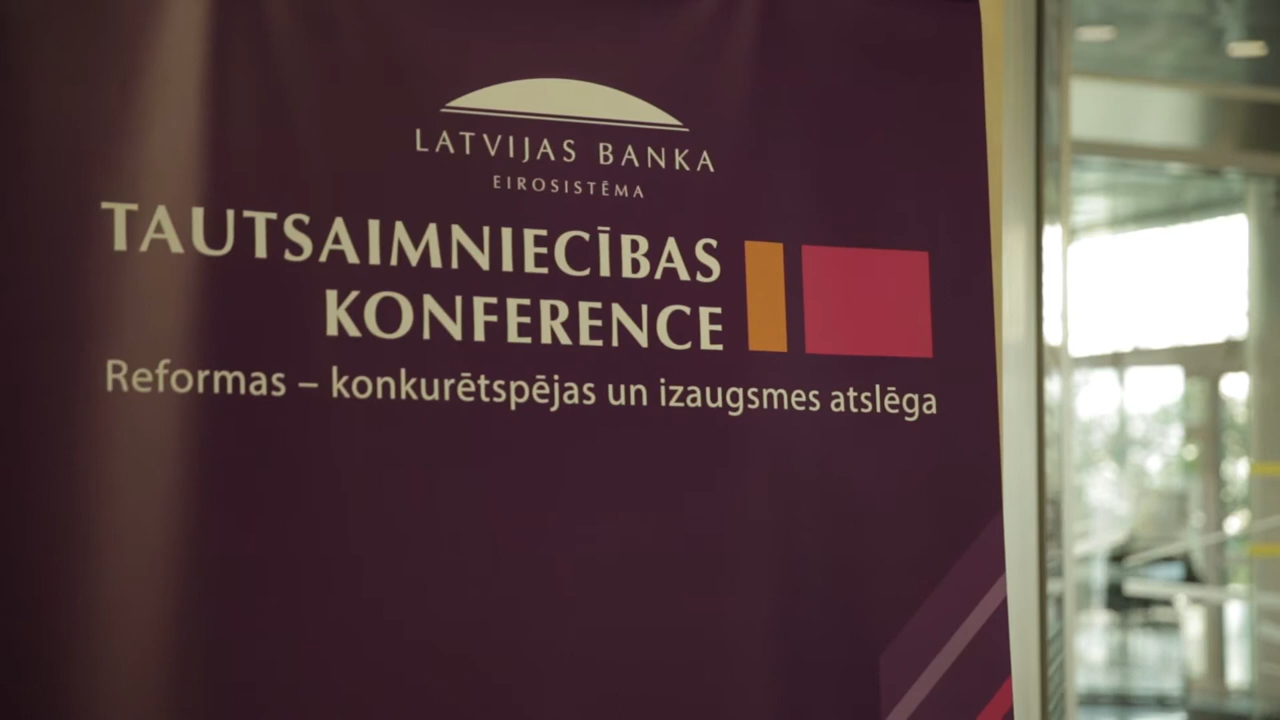 LATVIJAS BANKA
EIROSISTĒMA
TAUTSAIMNIECĪBAS
KONFERENCE
Reformas – konkurētspējas un izaugsmes atslēga